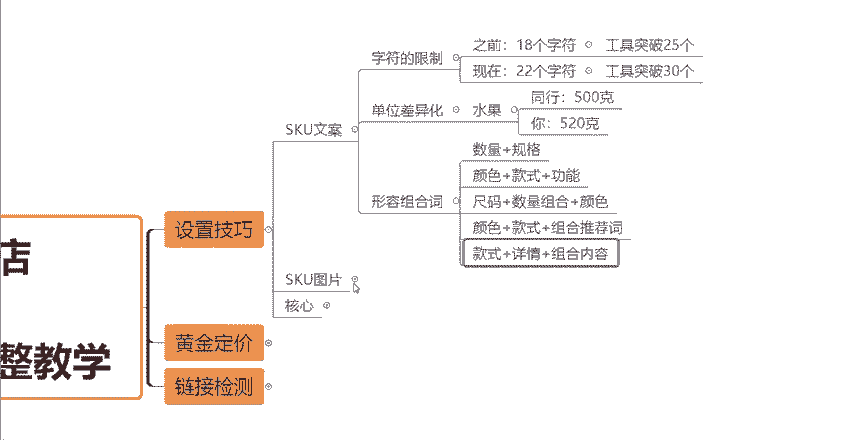 店
整教学
设置技巧
SKU文案
字符的限制
之前：18个字符
工具突破25个
现在：22个字符
工具突破30个
单位差异化
水果
同行：500克
你：520克
形容组合词
数量+规格
颜色+款式+功能
尺码+数量组合+颜色
颜色+款式+组合推荐词
款式+详情+组合内容
SKU图片
核心
黄金定价
链接检测